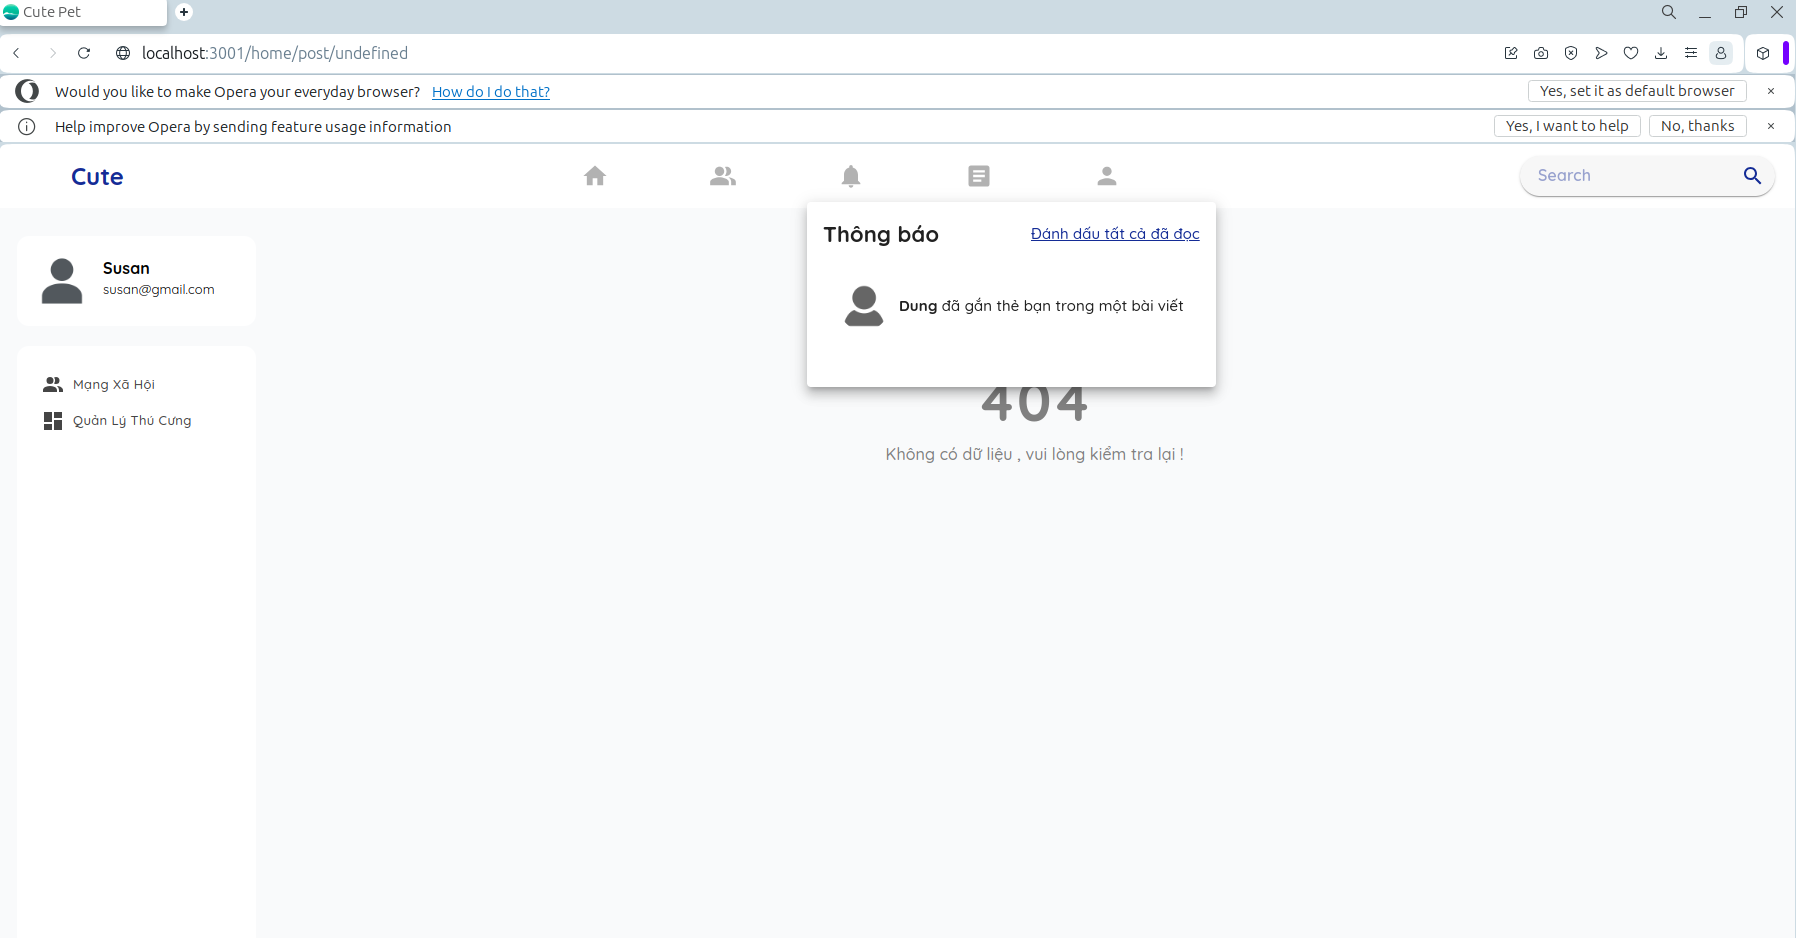 Cute Pet
localhost:3001/home/post/undefined
Would you like to make Opera your everyday browser? How do I do that? Yes, set it as default browser
Help improve Opera by sending feature usage information Yes, I want to help No, thanks
Cute Search
Thông báo Đánh dấu tất cả đã đọc
Susan
susan@gmail.com
Dung đã gắn thẻ bạn trong một bài viết
Mạng Xã Hội
404
Quản Lý Thú Cưng
Không có dữ liệu , vui lòng kiểm tra lại !